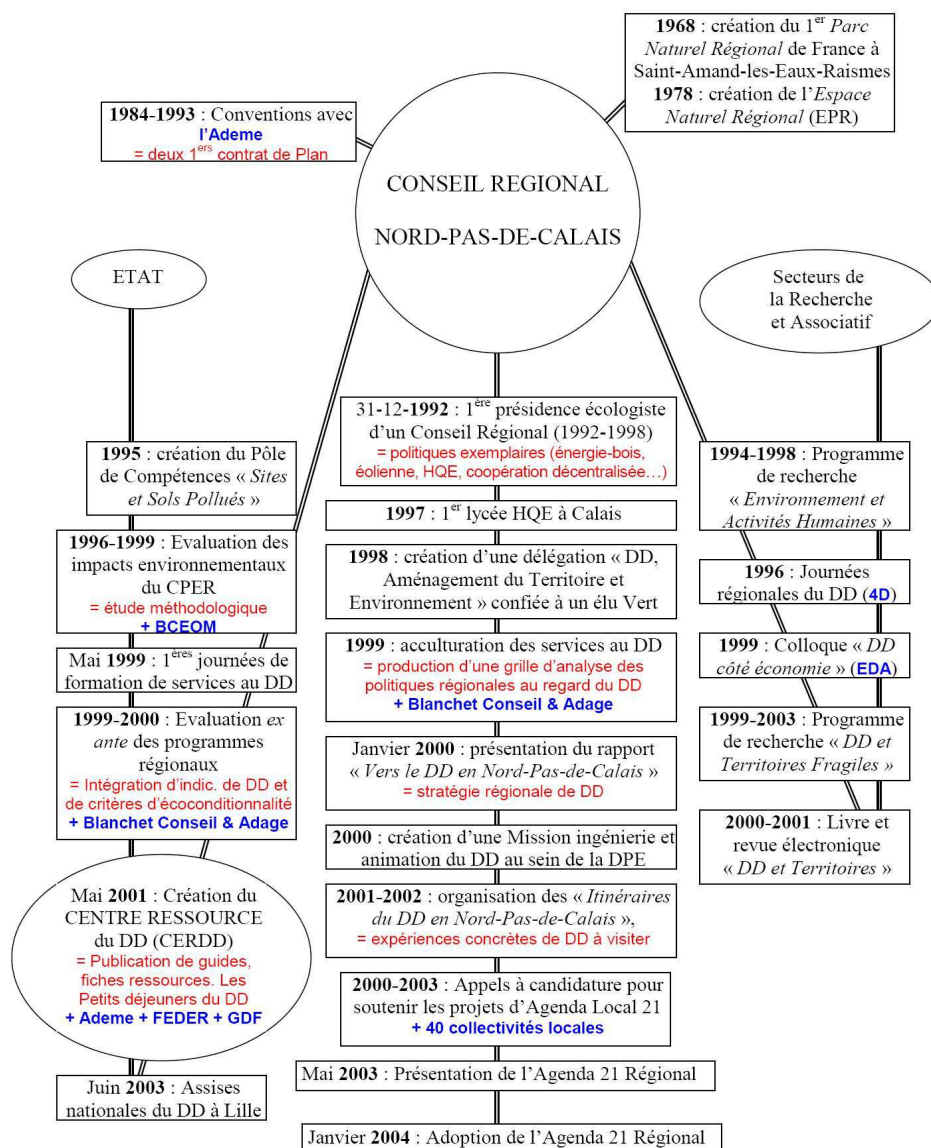 1968 : création du 1er Parc
Naturel Régional de France à
Saint-Amand-les-Eaux-Raismes
1978 : création de l'Espace
Naturel Régional (EPR)
1984-1993 : Conventions avec
l'Ademe
= deux 1ers contrat de Plan
CONSEIL REGIONAL
NORD-PAS-DE-CALAIS
ETAT
1995 : création du Pôle
de Compétences « Sites
et Sols Pollués »
1996-1999 : Evaluation des
impacts environnementaux
du CPER
= étude méthodologique
+ BCEOM
Mai 1999 : 1ères journées de
formation de services au DD
1999-2000 : Evaluation ex
ante des programmes
régionaux
= Intégration d'indic. de DD et
de critères d'écoconditionnalité
+ Blanchet Conseil & Adage
Mai 2001 : Création du
CENTRE RESSOURCE
du DD (CERDD)
= Publication de guides,
fiches ressources. Les
Petits déjeuners du DD
+ Ademe + FEDER + GDF
Juin 2003 : Assises
nationales du DD à Lille
31-12-1992 : 1ère présidence écologiste
d'un Conseil Régional (1992-1998)
= politiques exemplaires (énergie-bois,
éolienne, HQE, coopération décentralisée…)
1997 : 1er lycée HQE à Calais
1998 : création d'une délégation « DD,
Aménagement du Territoire et
Environnement » confiée à un élu Vert
1999 : acculturation des services au DD
= production d'une grille d'analyse des
politiques régionales au regard du DD
+ Blanchet Conseil & Adage
Janvier 2000 : présentation du rapport
« Vers le DD en Nord-Pas-de-Calais »
= stratégie régionale de DD
2000 : création d'une Mission ingénierie et
animation du DD au sein de la DPE
2001-2002 : organisation des « Itinéraires
du DD en Nord-Pas-de-Calais »,
= expériences concrètes de DD à visiter
2000-2003 : Appels à candidature pour
soutenir les projets d'Agenda Local 21
+ 40 collectivités locales
Mai 2003 : Présentation de l'Agenda 21 Régional
Janvier 2004 : Adoption de l'Agenda 21 Régional
Secteurs de
la Recherche
et Associatif
1994-1998 : Programme
de recherche
« Environnement et
Activités Humaines »
1996 : Journées
régionales du DD (4D)
1999 : Colloque « DD
côté économie » (EDA)
1999-2003 : Programme
de recherche « DD et
Territoires Fragiles »
2000-2001 : Livre et
revue électronique
« DD et Territoires »